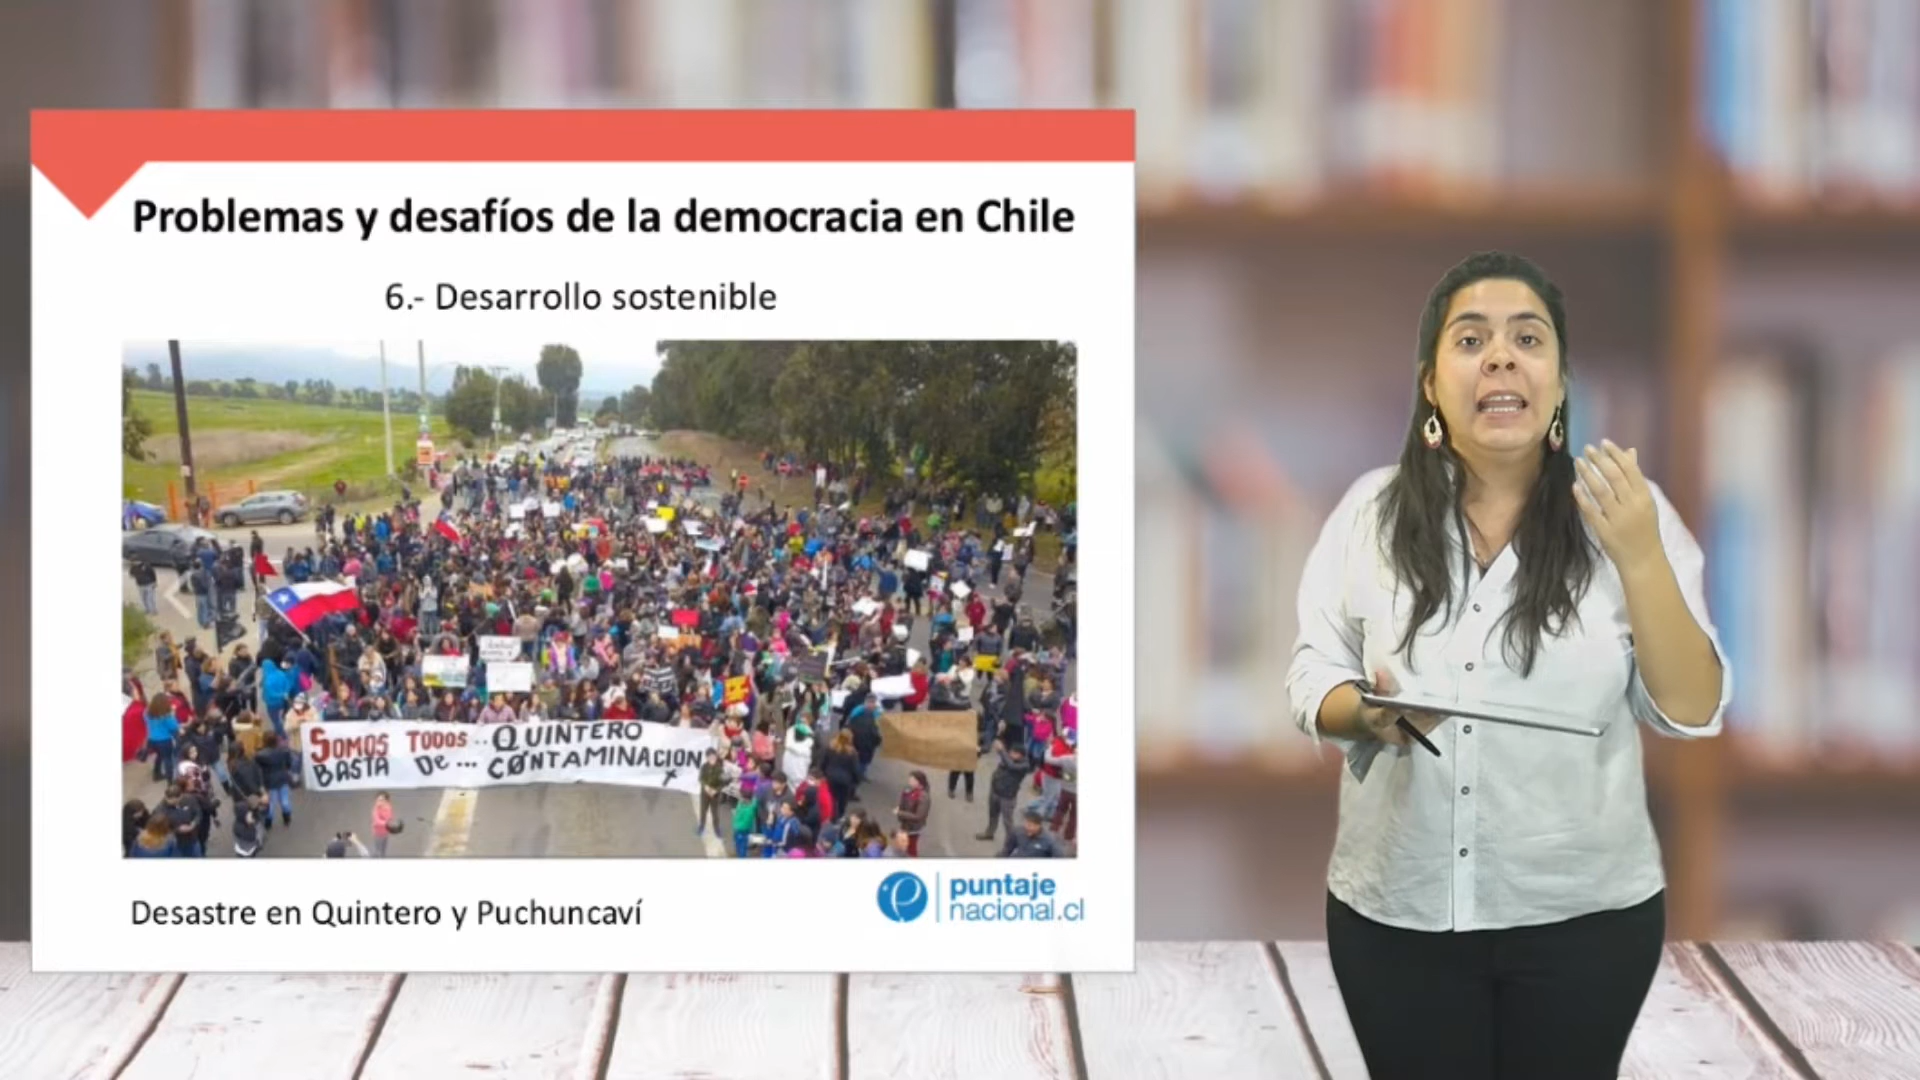 Problemas y desafíos de la democracia en Chile
6.- Desarrollo sostenible
SOMOS TODOS.. QUINTERO
BASTA De... CONTAMINACION
Desastre en Quintero y Puchuncaví
puntaje
nacional.cl